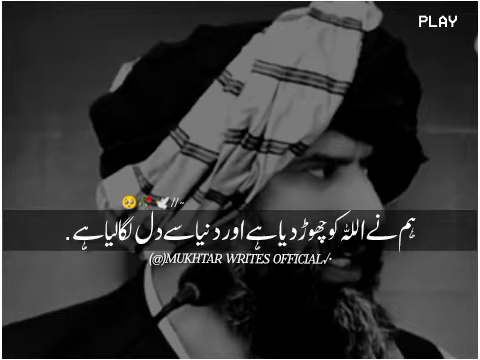 PLAY
🥺🥀🕊️//~
ہم نے اللہ کو چھوڑ دیا ہے اور دنیا سے دل لگا لیا ہے .
(@)MUKHTAR WRITES OFFICIAL√·